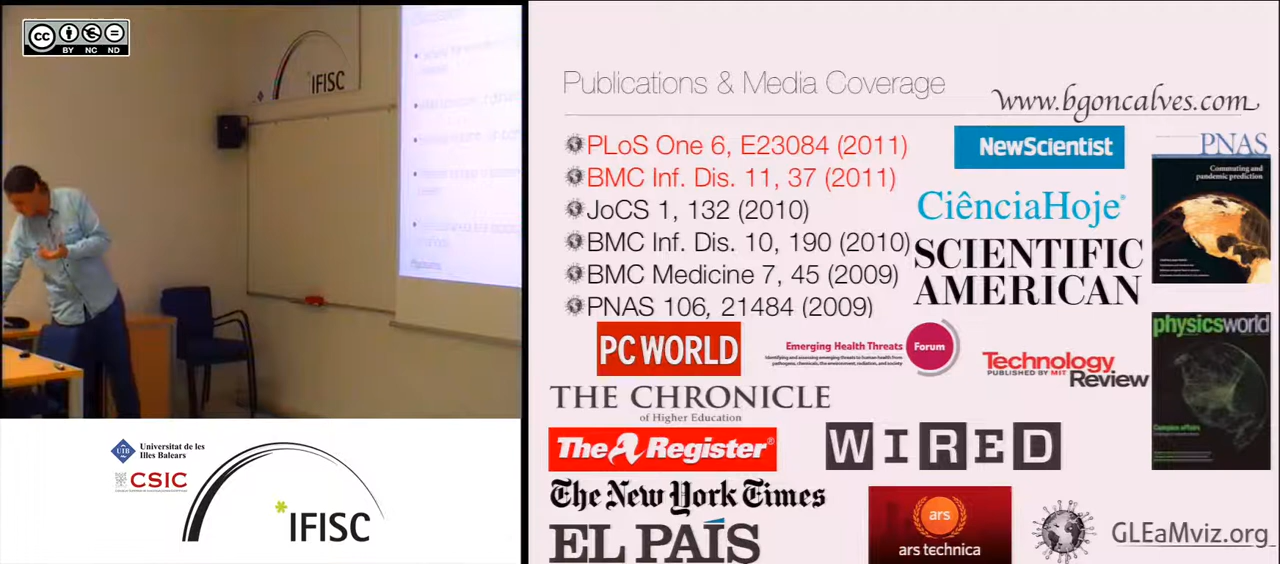 cc
BY NC ND
IFISC
Universitat de les
Illes Balears
UIB
CSIC
*IFISC
Publications & Media Coverage
www.bgoncalves.com
PLoS One 6, E23084 (2011)
BMC Inf. Dis. 11, 37 (2011)
JoCS 1, 132 (2010)
BMC Inf. Dis. 10, 190 (2010)
BMC Medicine 7, 45 (2009)
PNAS 106, 21484 (2009)
NewScientist
CiênciaHoje
SCIENTIFIC
AMERICAN
PNAS
Commuting and
pandemic prediction
PC WORLD
Emerging Health Threats
Forum
Technology
PUBLISHED BY MIT
Review
physicsworld
Complex affairs
THE CHRONICLE
of Higher Education
The Register®
WIRED
The New York Times
EL PAÍS
ars
ars technica
GLEaMviz.org